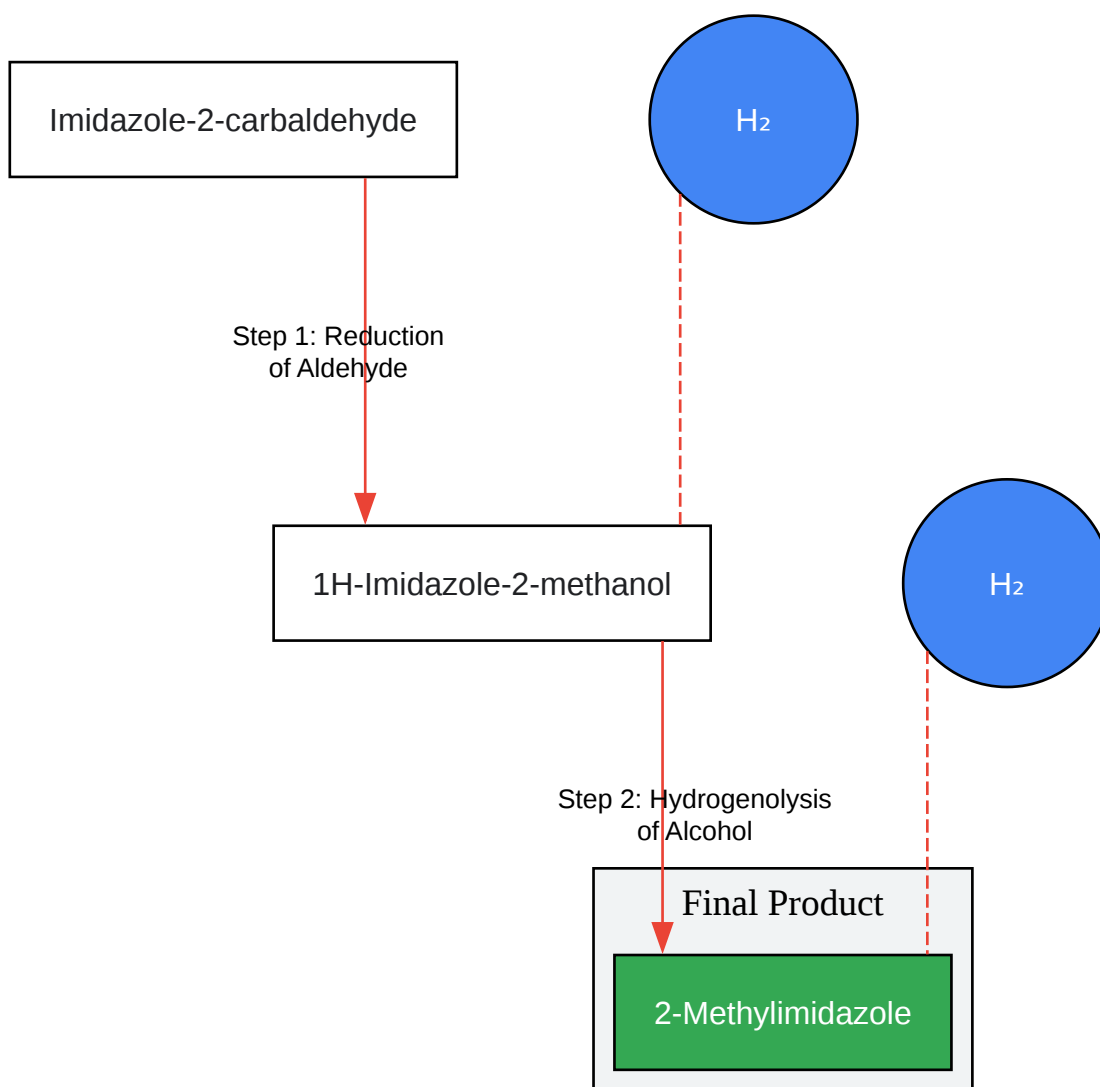 Imidazole-2-carbaldehyde
H₂
Step 1: Reduction
of Aldehyde
1H-Imidazole-2-methanol
H₂
Step 2: Hydrogenolysis
of Alcohol
Final Product
2-Methylimidazole